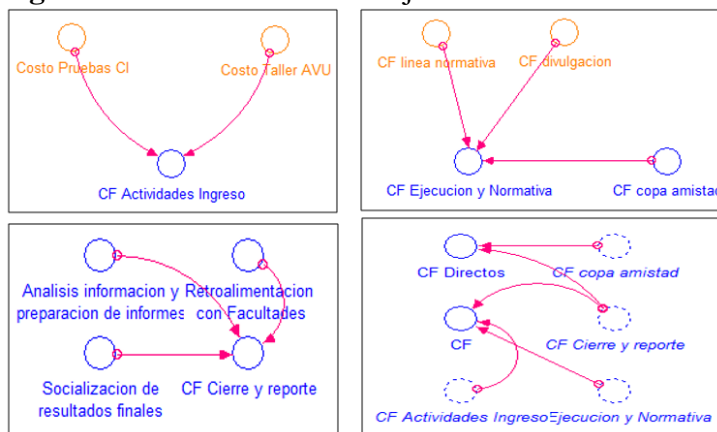 Costo Pruebas CI
Costo Taller AVU
CF Actividades Ingreso
CF linea normativa
CF divulgacion
CF Ejecucion y Normativa
CF copa amistad
Analisis informacion y
preparacion de informes
Retroalimentacion
con Facultades
Socializacion de
resultados finales
CF Cierre y reporte
CF Directos
CF copa amistad
CF
CF Cierre y reporte
CF Actividades Ingreso
Ejecucion y Normativa